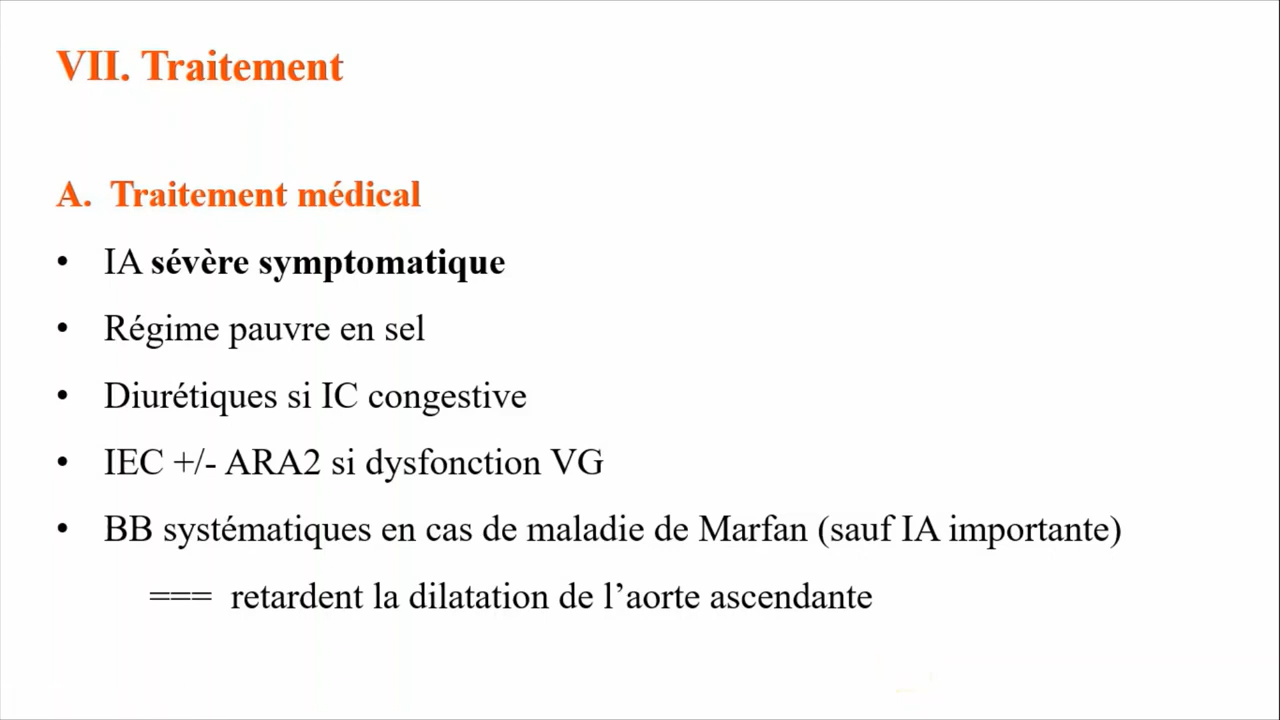 VII. Traitement
A. Traitement médical
• IA sévère symptomatique
• Régime pauvre en sel
• Diurétiques si IC congestive
• IEC +/- ARA2 si dysfonction VG
• BB systématiques en cas de maladie de Marfan (sauf IA importante)
=== retardent la dilatation de l’aorte ascendante